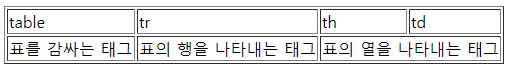 table tr th td
표를 감싸는 태그 표의 행을 나타내는 태그 표의 열을 나타내는 태그